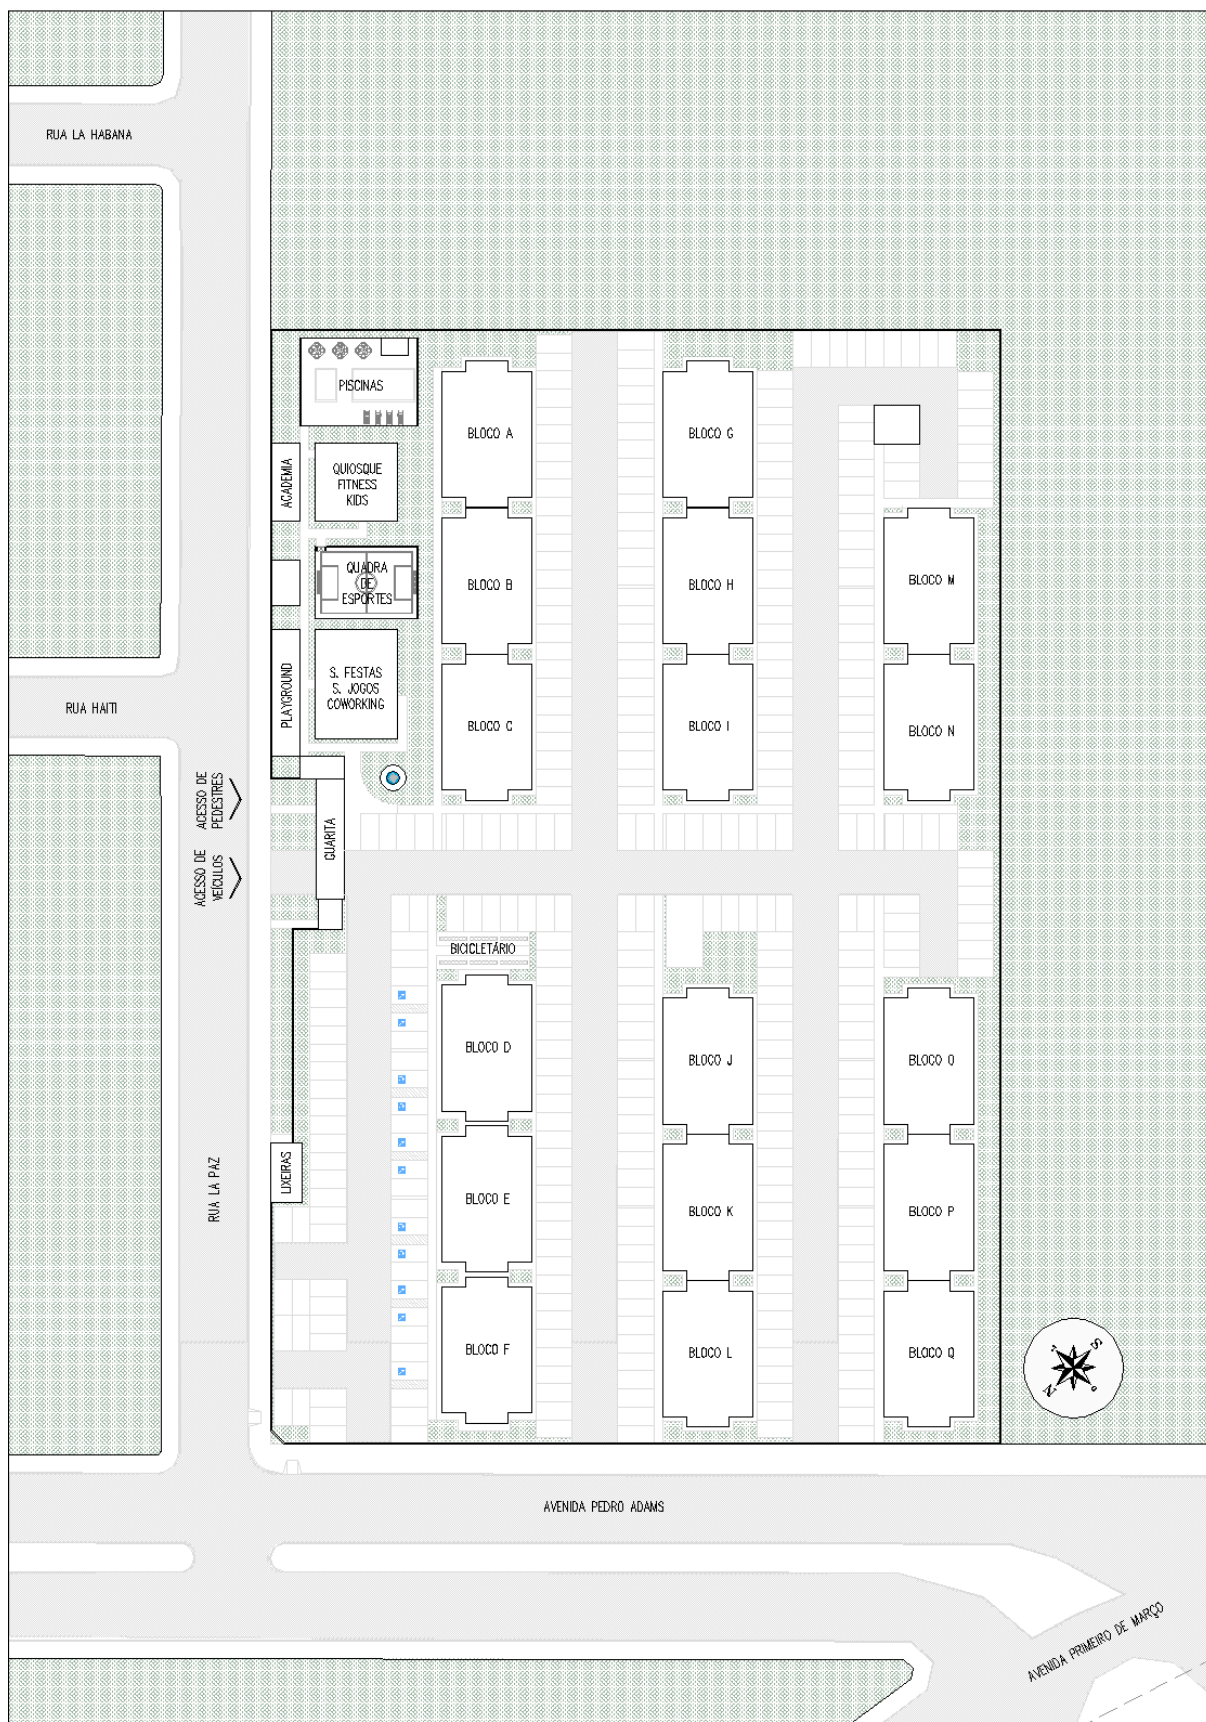 RUA LA HABANA
PISCINAS
BLOCO A
BLOCO G
ACADEMIA
QUIOSQUE
FITNESS
KIDS
QUADRA
DE
ESPORTES
BLOCO B
BLOCO H
BLOCO M
PLAYGROUND
S. FESTAS
S. JOGOS
COWORKING
RUA HAITI
BLOCO C
BLOCO I
BLOCO N
ACESSO DE
PEDESTRES
GUARITA
ACESSO DE
VEÍCULOS
BICICLETÁRIO
BLOCO D
BLOCO J
BLOCO O
RUA LA PAZ
LIXEIRAS
BLOCO E
BLOCO K
BLOCO P
BLOCO F
BLOCO L
BLOCO Q
L
S
N
O
AVENIDA PEDRO ADAMS
AVENIDA PRIMEIRO DE MARÇO